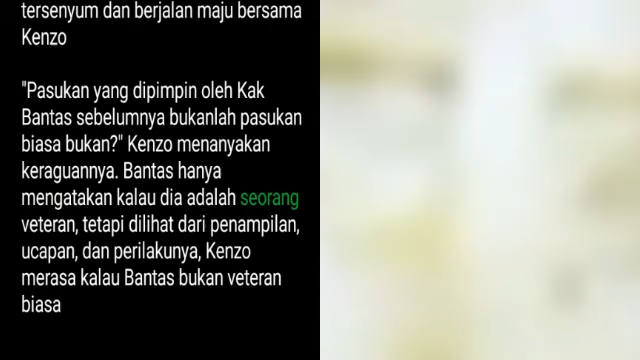 tersenyum dan berjalan maju bersama
Kenzo
"Pasukan yang dipimpin oleh Kak
Bantas sebelumnya bukanlah pasukan
biasa bukan?" Kenzo menanyakan
keraguannya. Bantas hanya
mengatakan kalau dia adalah seorang
veteran, tetapi dilihat dari penampilan,
ucapan, dan perilakunya, Kenzo
merasa kalau Bantas bukan veteran
biasa